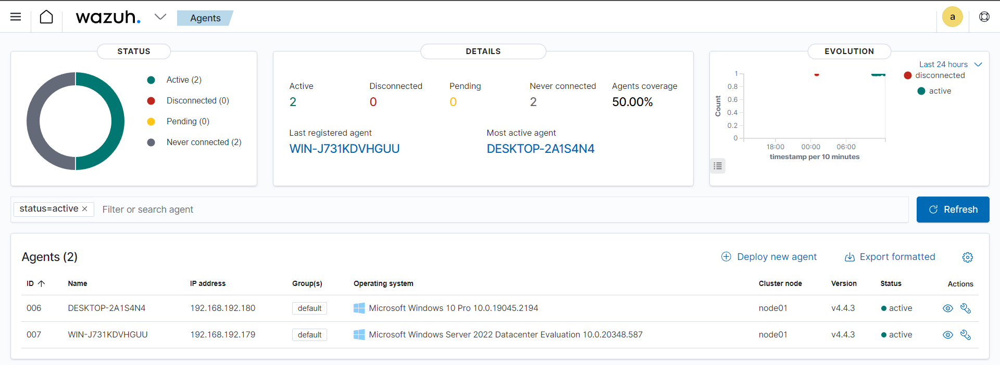 wazuh. Agents a
STATUS
Active (2)
Disconnected (0)
Pending (0)
Never connected (2)
DETAILS
Active Disconnected Pending Never connected Agents coverage
2 0 0 2 50.00%
Last registered agent Most active agent
WIN-J731KDVHGUU DESKTOP-2A1S4N4
EVOLUTION
Last 24 hours
disconnected
active
Count
1
0.8
0.6
0.4
0.2
0
18:00 00:00 06:00
timestamp per 10 minutes
status=active × Filter or search agent Refresh
Agents (2) Deploy new agent Export formatted
ID Name IP address Group(s) Operating system Cluster node Version Status Actions
006 DESKTOP-2A1S4N4 192.168.192.180 default Microsoft Windows 10 Pro 10.0.19045.2194 node01 v4.4.3 active
007 WIN-J731KDVHGUU 192.168.192.179 default Microsoft Windows Server 2022 Datacenter Evaluation 10.0.20348.587 node01 v4.4.3 active